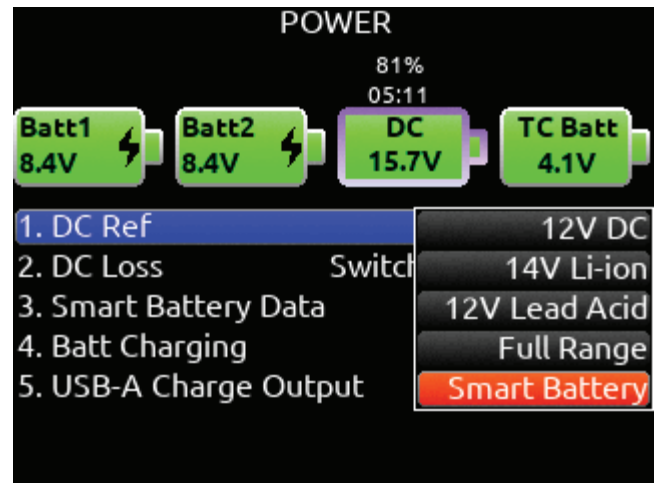 POWER
81%
05:11
Batt1 Batt2 DC TC Batt
8.4V 8.4V 15.7V 4.1V
1. DC Ref 12V DC
2. DC Loss Switch 14V Li-ion
3. Smart Battery Data 12V Lead Acid
4. Batt Charging Full Range
5. USB-A Charge Output Smart Battery